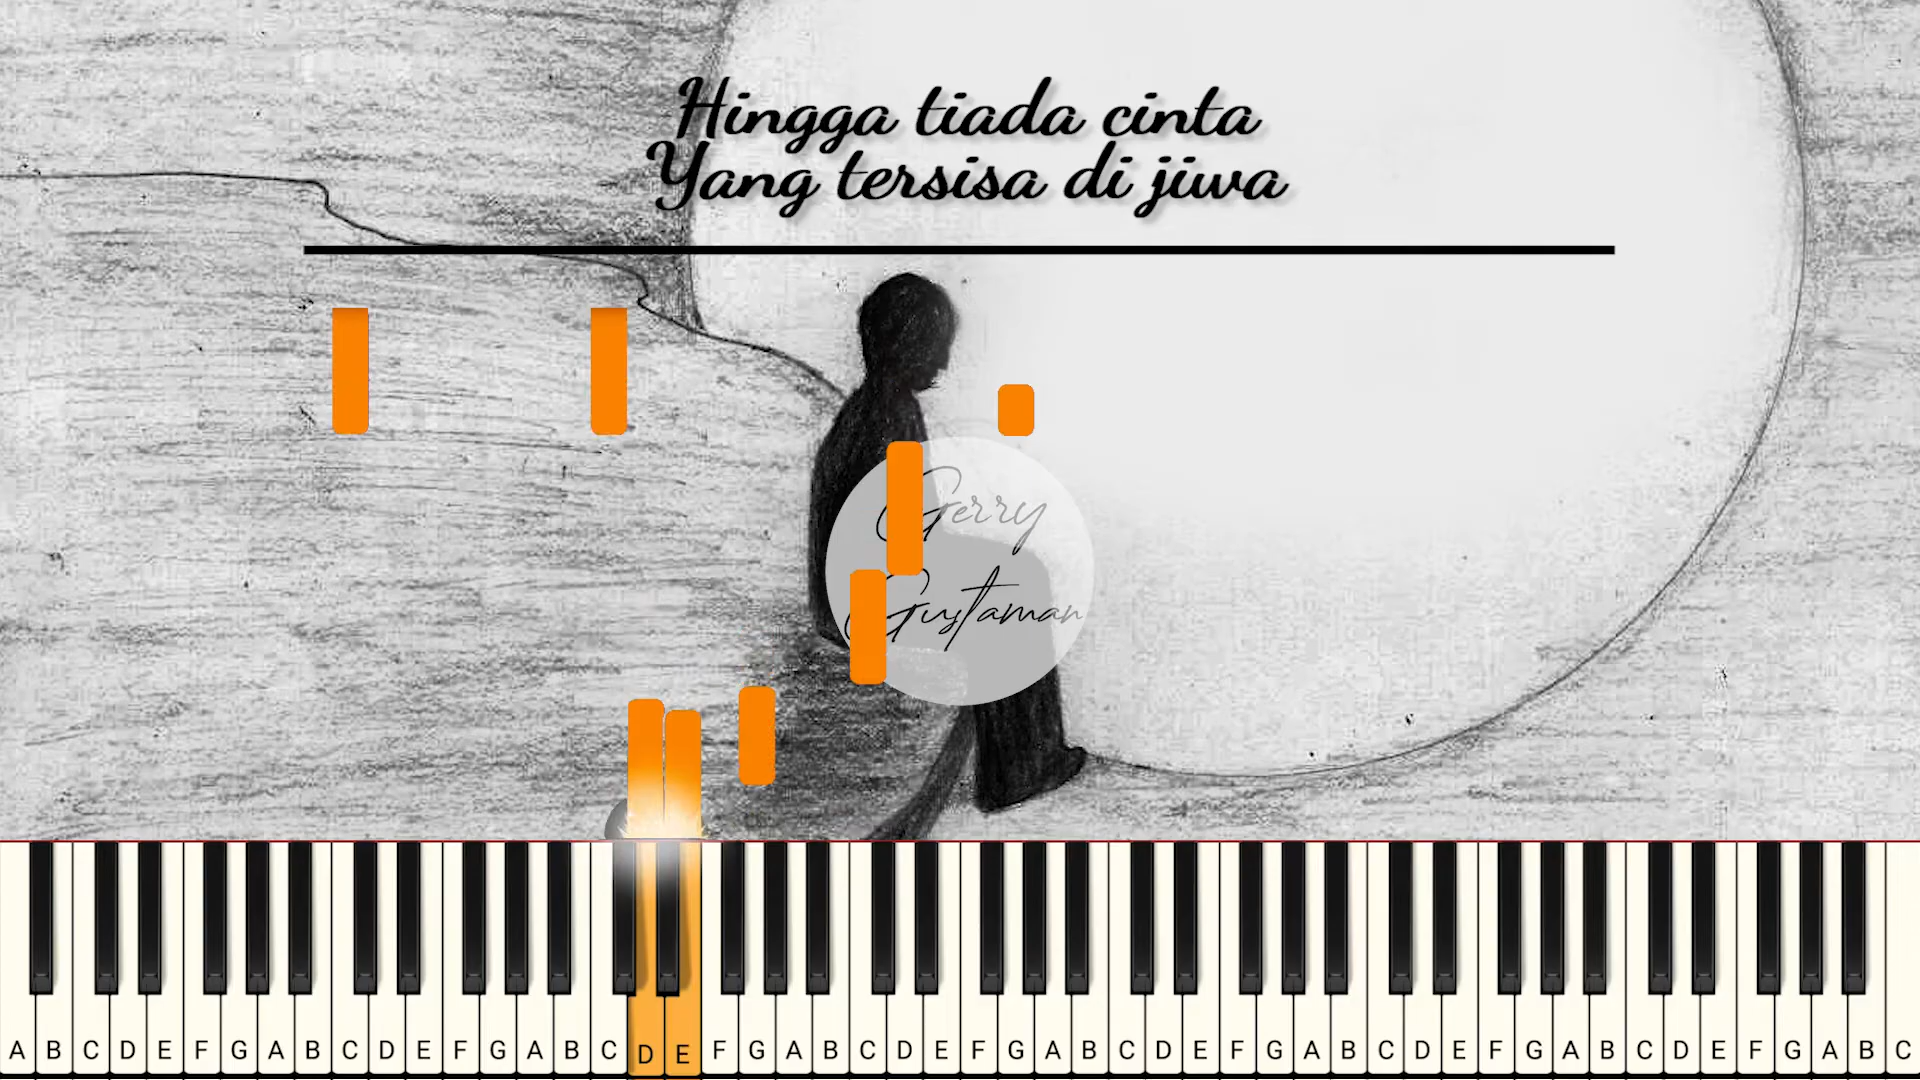 Hingga tiada cinta
Yang tersisa di jiwa
Gerry
Gustaman
A B C D E F G A B C D E F G A B C D E F G A B C D E F G A B C D E F G A B C D E F G A B C D E F G A B C